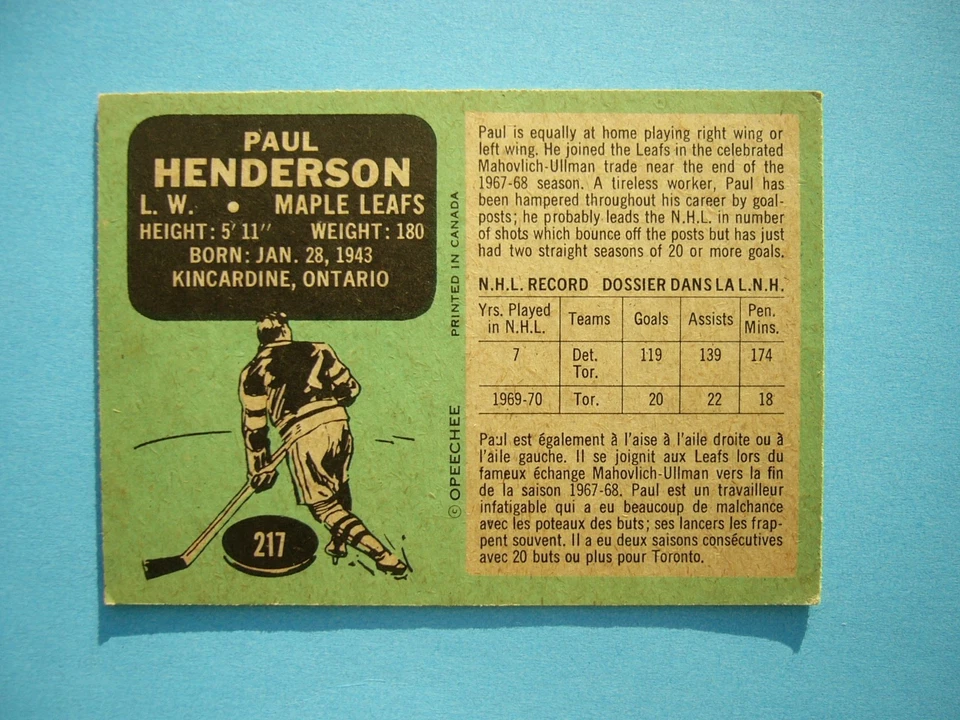 PAUL
HENDERSON
L. W. • MAPLE LEAFS
HEIGHT: 5' 11'' WEIGHT: 180
BORN: JAN. 28, 1943
KINCARDINE, ONTARIO
217
PRINTED IN CANADA
© OPEECHEE
Paul is equally at home playing right wing or
left wing. He joined the Leafs in the celebrated
Mahovlich-Ullman trade near the end of the
1967-68 season. A tireless worker, Paul has
been hampered throughout his career by goal-
posts; he probably leads the N.H.L. in number
of shots which bounce off the posts but has just
had two straight seasons of 20 or more goals.
N.H.L. RECORD DOSSIER DANS LA L.N.H.
Yrs. Played Teams Goals Assists Pen.
in N.H.L. Mins.
7 Det. 119 139 174
Tor.
1969-70 Tor. 20 22 18
Paul est également à l'aise à l'aile droite ou à
l'aile gauche. Il se joignit aux Leafs lors du
fameux échange Mahovlich-Ullman vers la fin
de la saison 1967-68. Paul est un travailleur
infatigable qui a eu beaucoup de malchance
avec les poteaux des buts; ses lancers les frap-
pent souvent. Il a eu deux saisons consécutives
avec 20 buts ou plus pour Toronto.